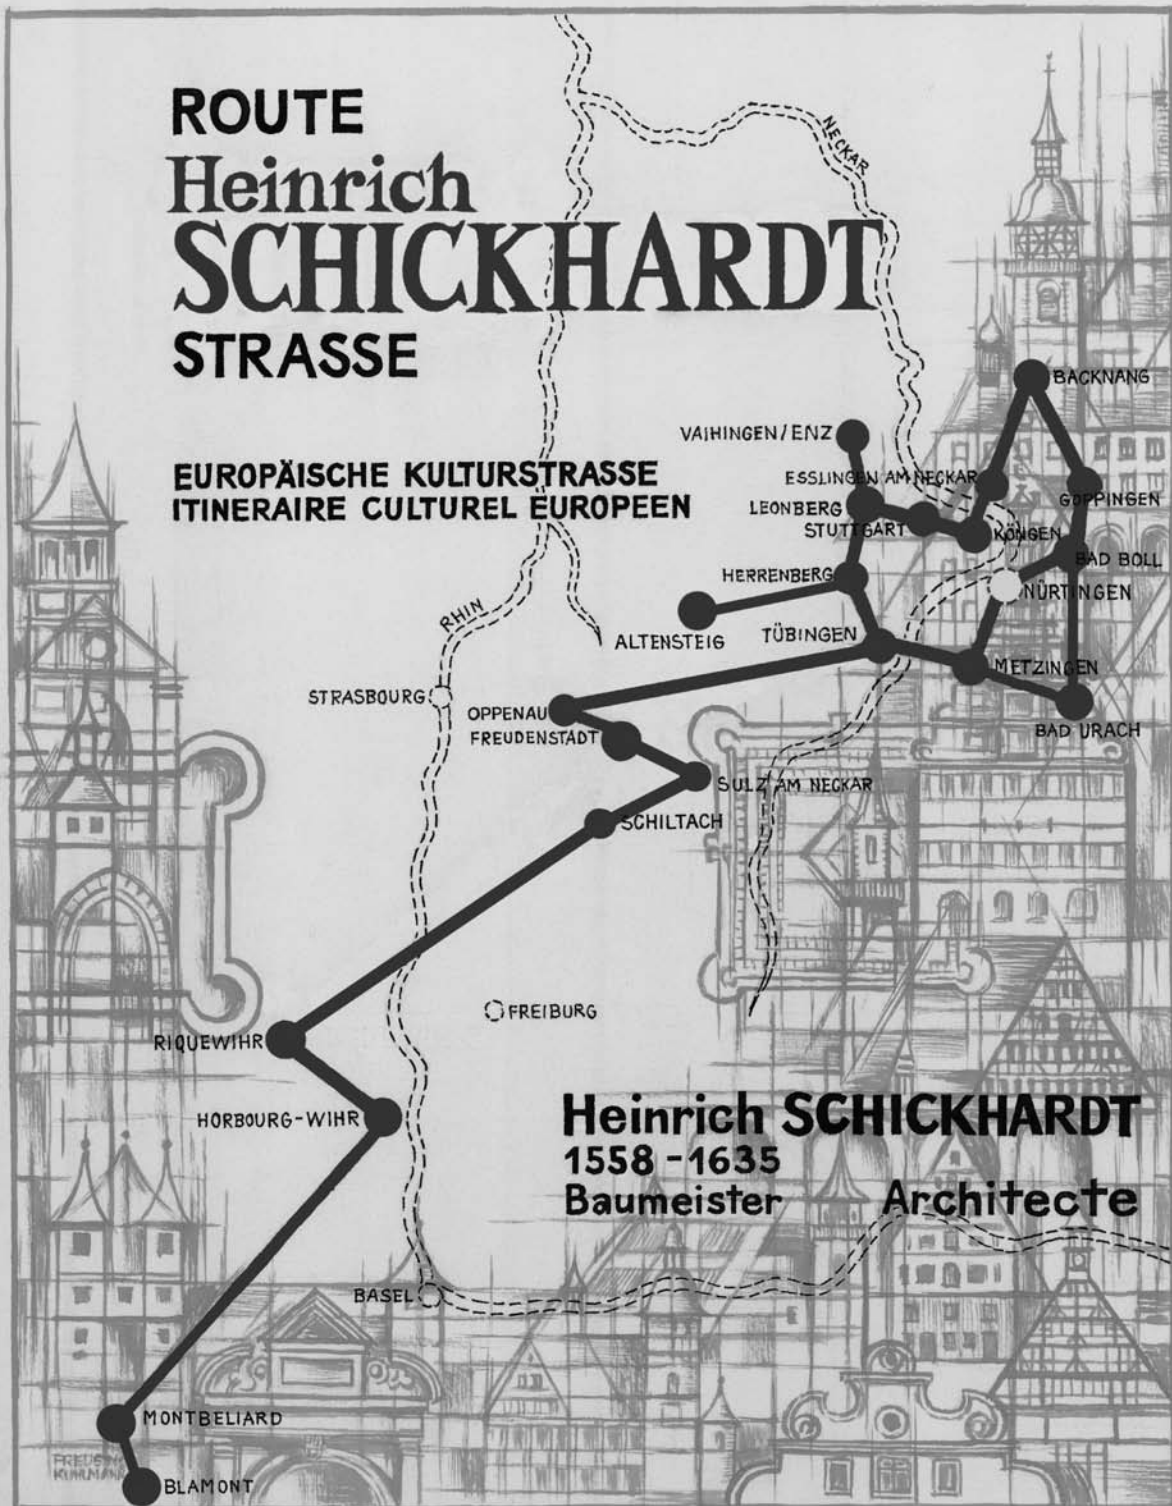 ROUTE
Heinrich
SCHICKHARDT
STRASSE
EUROPÄISCHE KULTURSTRASSE
ITINERAIRE CULTUREL EUROPEEN
NECKAR
BACKNANG
VAIHINGEN/ENZ
ESSLINGEN AM NECKAR
GÖPPINGEN
LEONBERG
STUTTGART
KÖNGEN
BAD BOLL
HERRENBERG
NÜRTINGEN
RHIN
ALTENSTEIG
TÜBINGEN
METZINGEN
STRASBOURG
OPPENAU
FREUDENSTADT
BAD URACH
SULZ AM NECKAR
SCHILTACH
FREIBURG
RIQUEWIHR
HORBOURG-WIHR
Heinrich SCHICKHARDT
1558-1635
Baumeister Architecte
BASEL
MONTBELIARD
KUHLMANN
BLAMONT